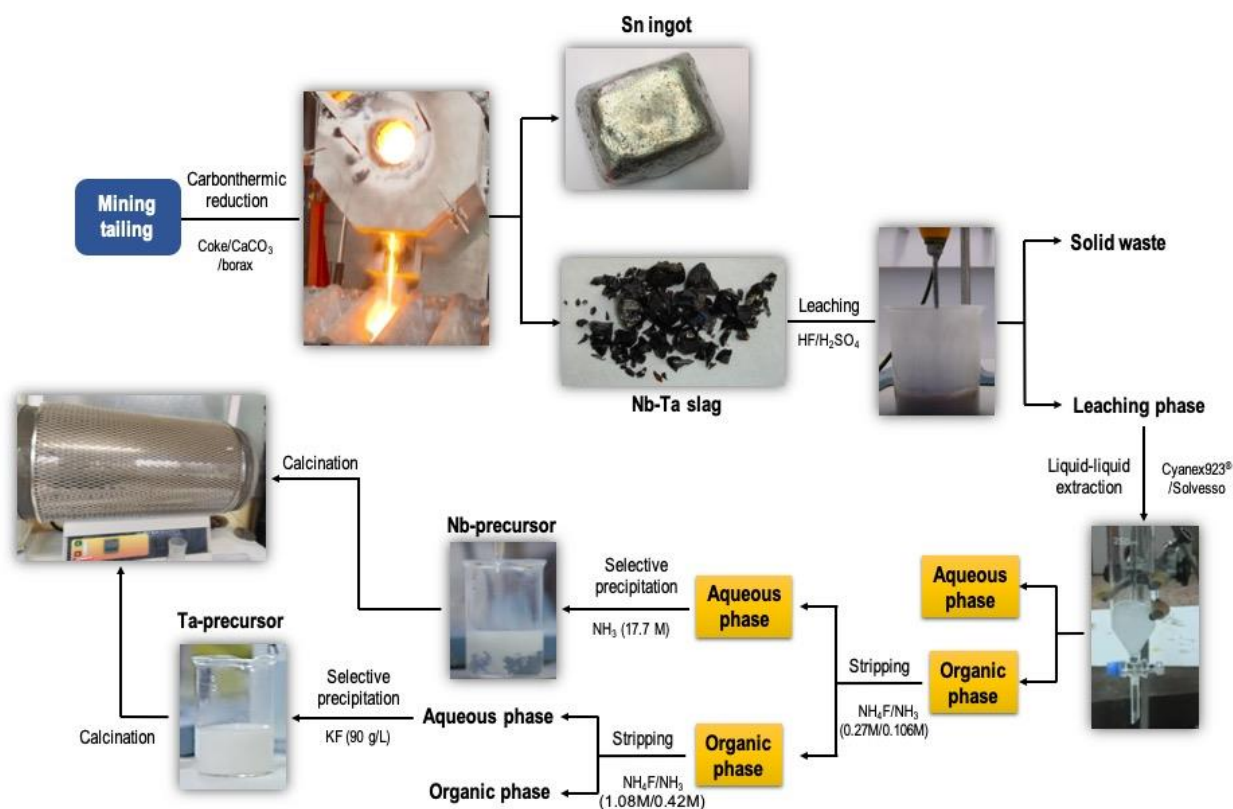 Sn ingot
Mining
tailing
Carbonthermic
reduction
Coke/CaCO₃
/borax
Nb-Ta slag
Leaching
HF/H₂SO₄
Solid waste
Leaching phase
Liquid-liquid
extraction
Cyanex923®
/Solvesso
Aqueous
phase
Organic
phase
Stripping
NH₄F/NH₃
(0.27M/0.106M)
Aqueous
phase
Selective
precipitation
NH₃ (17.7 M)
Nb-precursor
Calcination
Organic
phase
Stripping
NH₄F/NH₃
(1.08M/0.42M)
Aqueous phase
Organic phase
Selective
precipitation
KF (90 g/L)
Ta-precursor
Calcination